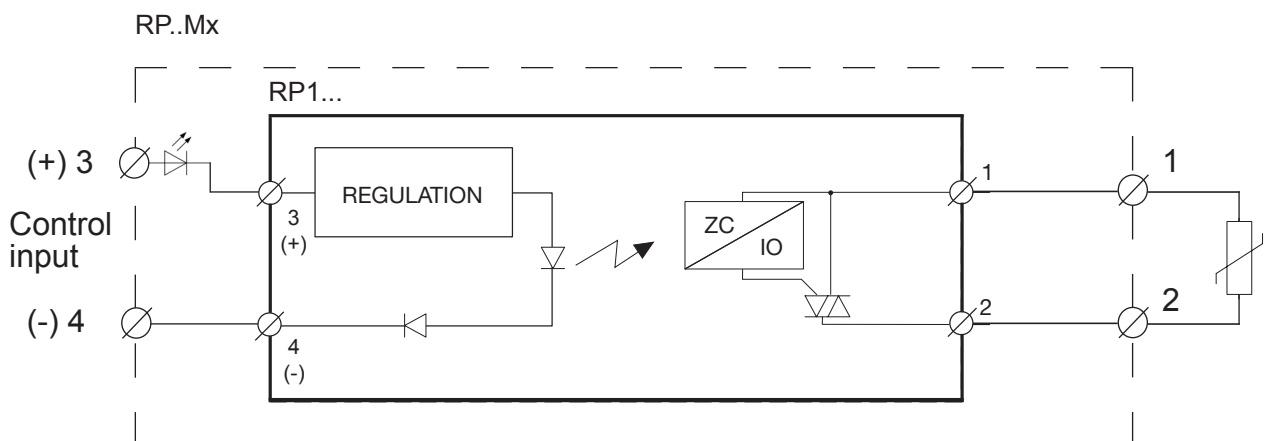 RP..Mx
RP1...
(+) 3
Control
input
(-) 4
3
(+)
4
(-)
REGULATION
ZC
IO
1
2
1
2